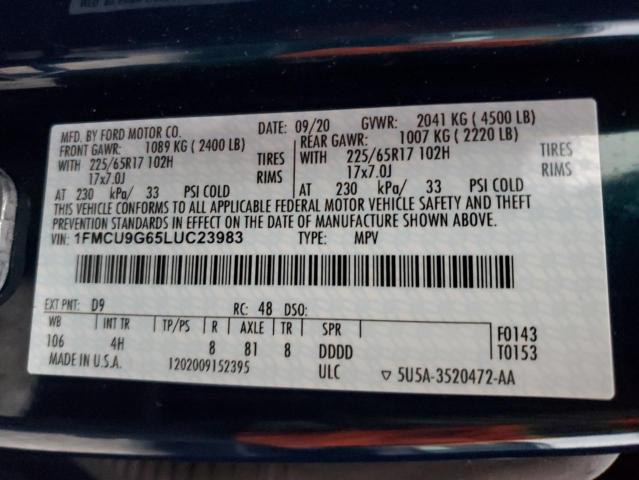 MFD. BY FORD MOTOR CO. DATE: 09/20 GVWR: 2041 KG (4500 LB)
FRONT GAWR: 1089 KG (2400 LB) REAR GAWR: 1007 KG (2220 LB)
WITH 225/65R17 102H TIRES WITH 225/65R17 102H TIRES
17x7.0J RIMS 17x7.0J RIMS
AT 230 kPa/ 33 PSI COLD AT 230 kPa/ 33 PSI COLD
THIS VEHICLE CONFORMS TO ALL APPLICABLE FEDERAL MOTOR VEHICLE SAFETY AND THEFT
PREVENTION STANDARDS IN EFFECT ON THE DATE OF MANUFACTURE SHOWN ABOVE.
VIN: 1FMCU9G65LUC23983 TYPE: MPV
EXT PNT: D9 RC: 48 DSO:
WB INT TR TP/PS R AXLE TR SPR F0143
106 4H 8 81 8 DDDD T0153
MADE IN U.S.A. 1202009152395 ULC ▽ 5U5A-3520472-AA